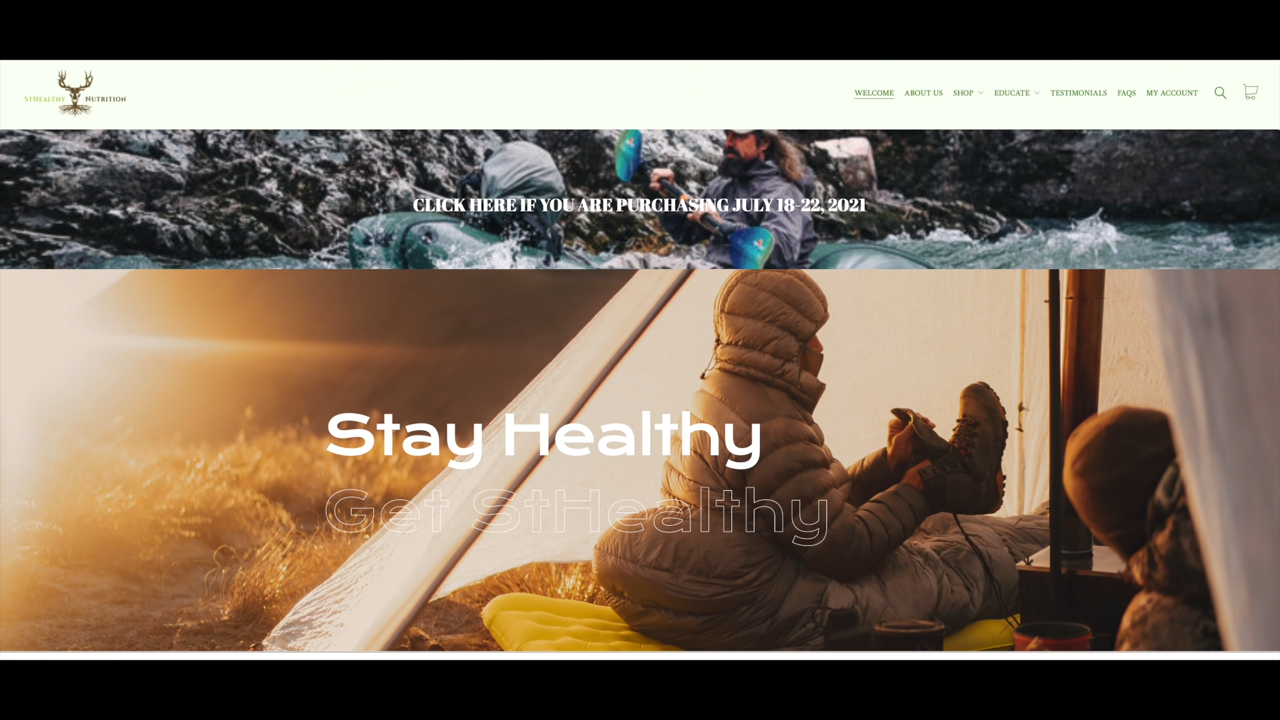 STHEALTHY NUTRITION
WELCOME ABOUT US SHOP EDUCATE TESTIMONIALS FAQS MY ACCOUNT
CLICK HERE IF YOU ARE PURCHASING JULY 18-22, 2021
Stay Healthy
Get StHealthy